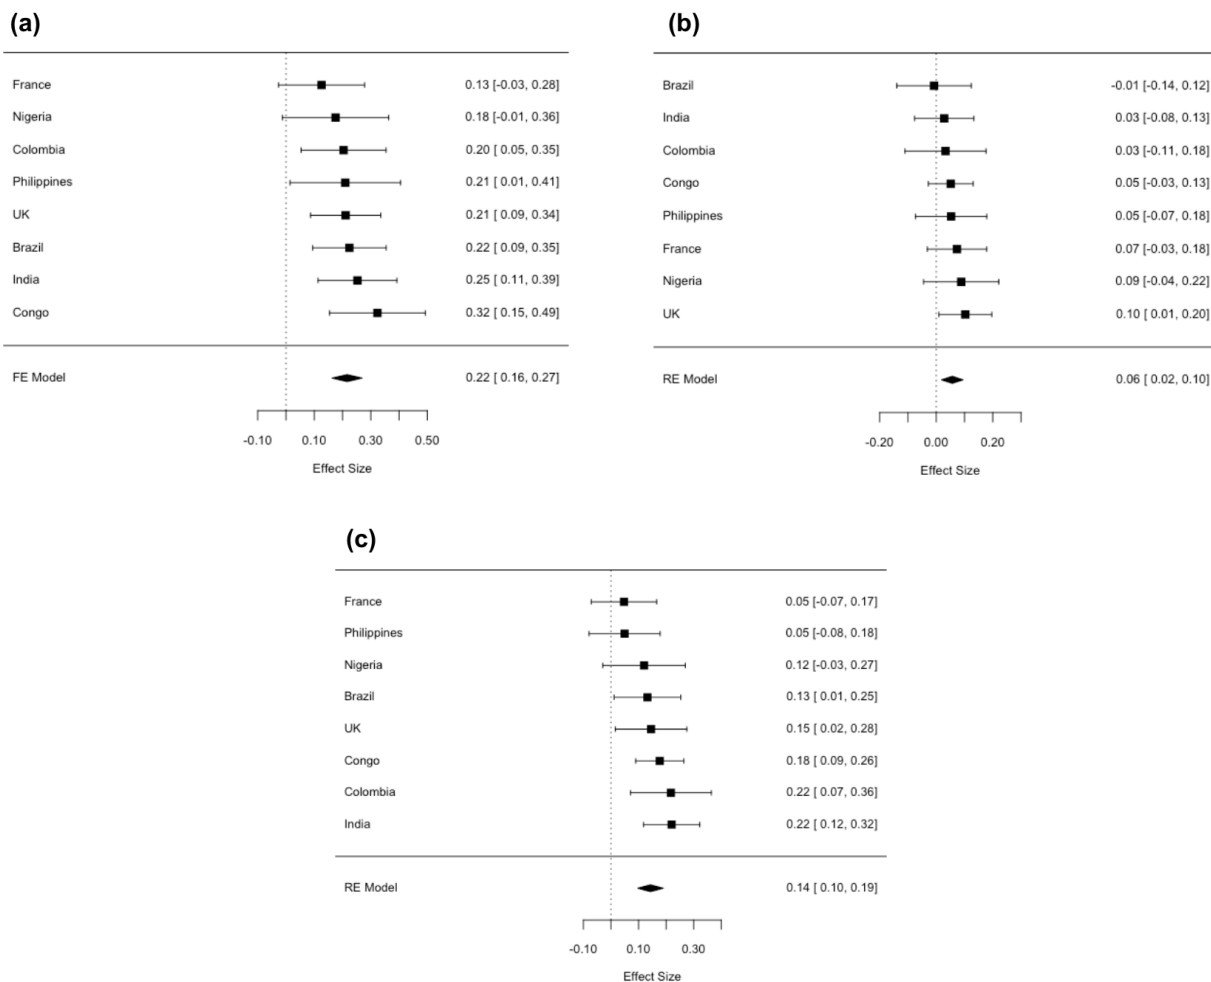 (a)
France 0.13 [-0.03, 0.28]
Nigeria 0.18 [-0.01, 0.36]
Colombia 0.20 [ 0.05, 0.35]
Philippines 0.21 [ 0.01, 0.41]
UK 0.21 [ 0.09, 0.34]
Brazil 0.22 [ 0.09, 0.35]
India 0.25 [ 0.11, 0.39]
Congo 0.32 [ 0.15, 0.49]
FE Model 0.22 [ 0.16, 0.27]
-0.10 0.10 0.30 0.50
Effect Size
(b)
Brazil -0.01 [-0.14, 0.12]
India 0.03 [-0.08, 0.13]
Colombia 0.03 [-0.11, 0.18]
Congo 0.05 [-0.03, 0.13]
Philippines 0.05 [-0.07, 0.18]
France 0.07 [-0.03, 0.18]
Nigeria 0.09 [-0.04, 0.22]
UK 0.10 [ 0.01, 0.20]
RE Model 0.06 [ 0.02, 0.10]
-0.20 0.00 0.20
Effect Size
(c)
France 0.05 [-0.07, 0.17]
Philippines 0.05 [-0.08, 0.18]
Nigeria 0.12 [-0.03, 0.27]
Brazil 0.13 [ 0.01, 0.25]
UK 0.15 [ 0.02, 0.28]
Congo 0.18 [ 0.09, 0.26]
Colombia 0.22 [ 0.07, 0.36]
India 0.22 [ 0.12, 0.32]
RE Model 0.14 [ 0.10, 0.19]
-0.10 0.10 0.30
Effect Size